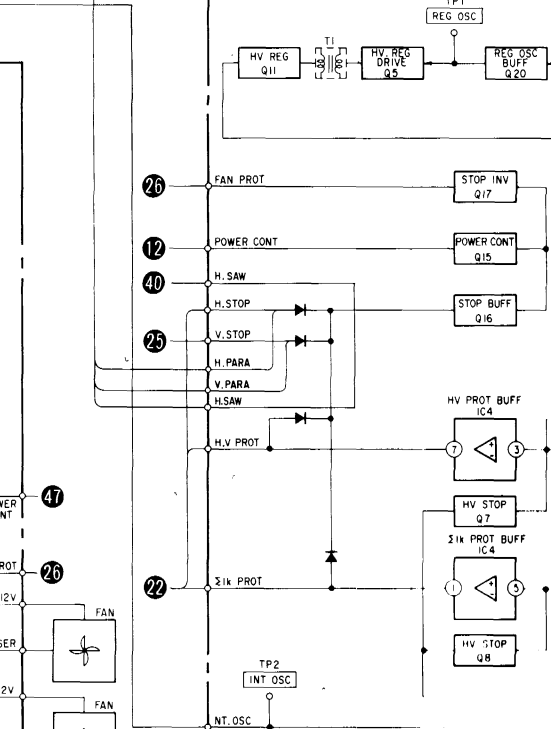 TP1
REG OSC
T1
HV REG
Q11
HV. REG
DRIVE
Q5
REG OSC
BUFF
Q20
26
FAN PROT
STOP INV
Q17
12
POWER CONT
POWER CONT
Q15
40
H. SAW
H. STOP
STOP BUFF
Q16
25
V. STOP
H. PARA
V. PARA
H.SAW
HV PROT BUFF
IC4
H,V PROT
7
3
47
HV STOP
Q7
Σ1k PROT BUFF
IC4
26
22
Σ1k PROT
1
5
12V
FAN
HV STOP
Q8
TP2
INT OSC
2V
FAN
NT. OSC